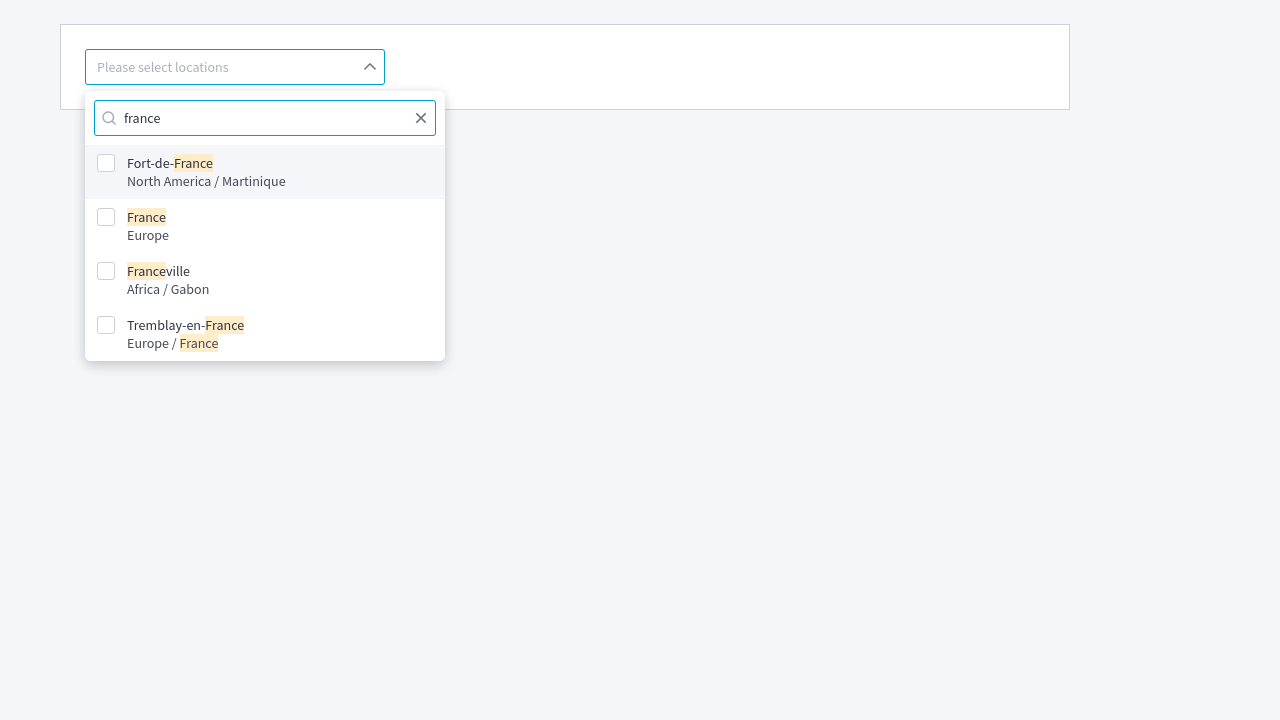 Please select locations
france
Fort-de-France
North America / Martinique
France
Europe
Franceville
Africa / Gabon
Tremblay-en-France
Europe / France